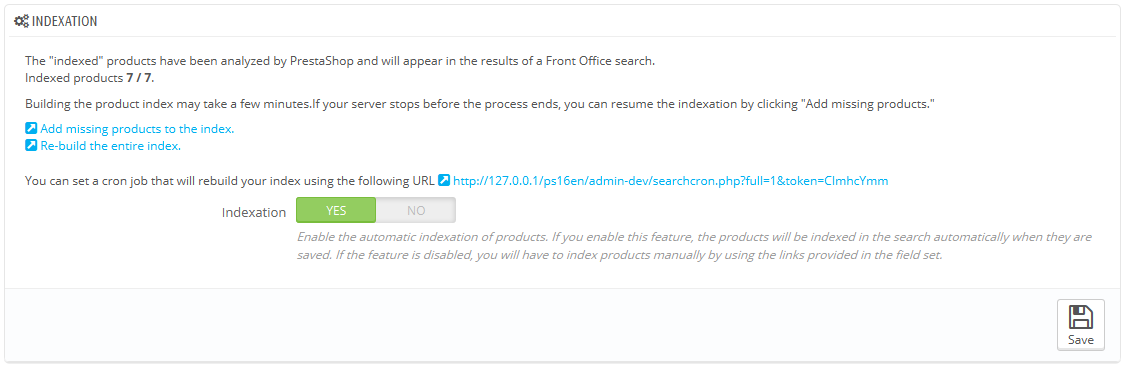 INDEXATION
The "indexed" products have been analyzed by PrestaShop and will appear in the results of a Front Office search.
Indexed products 7 / 7.
Building the product index may take a few minutes.If your server stops before the process ends, you can resume the indexation by clicking "Add missing products."
Add missing products to the index.
Re-build the entire index.
You can set a cron job that will rebuild your index using the following URL http://127.0.0.1/ps16en/admin-dev/searchcron.php?full=1&token=CImhcYmm
Indexation YES NO
Enable the automatic indexation of products. If you enable this feature, the products will be indexed in the search automatically when they are
saved. If the feature is disabled, you will have to index products manually by using the links provided in the field set.
Save